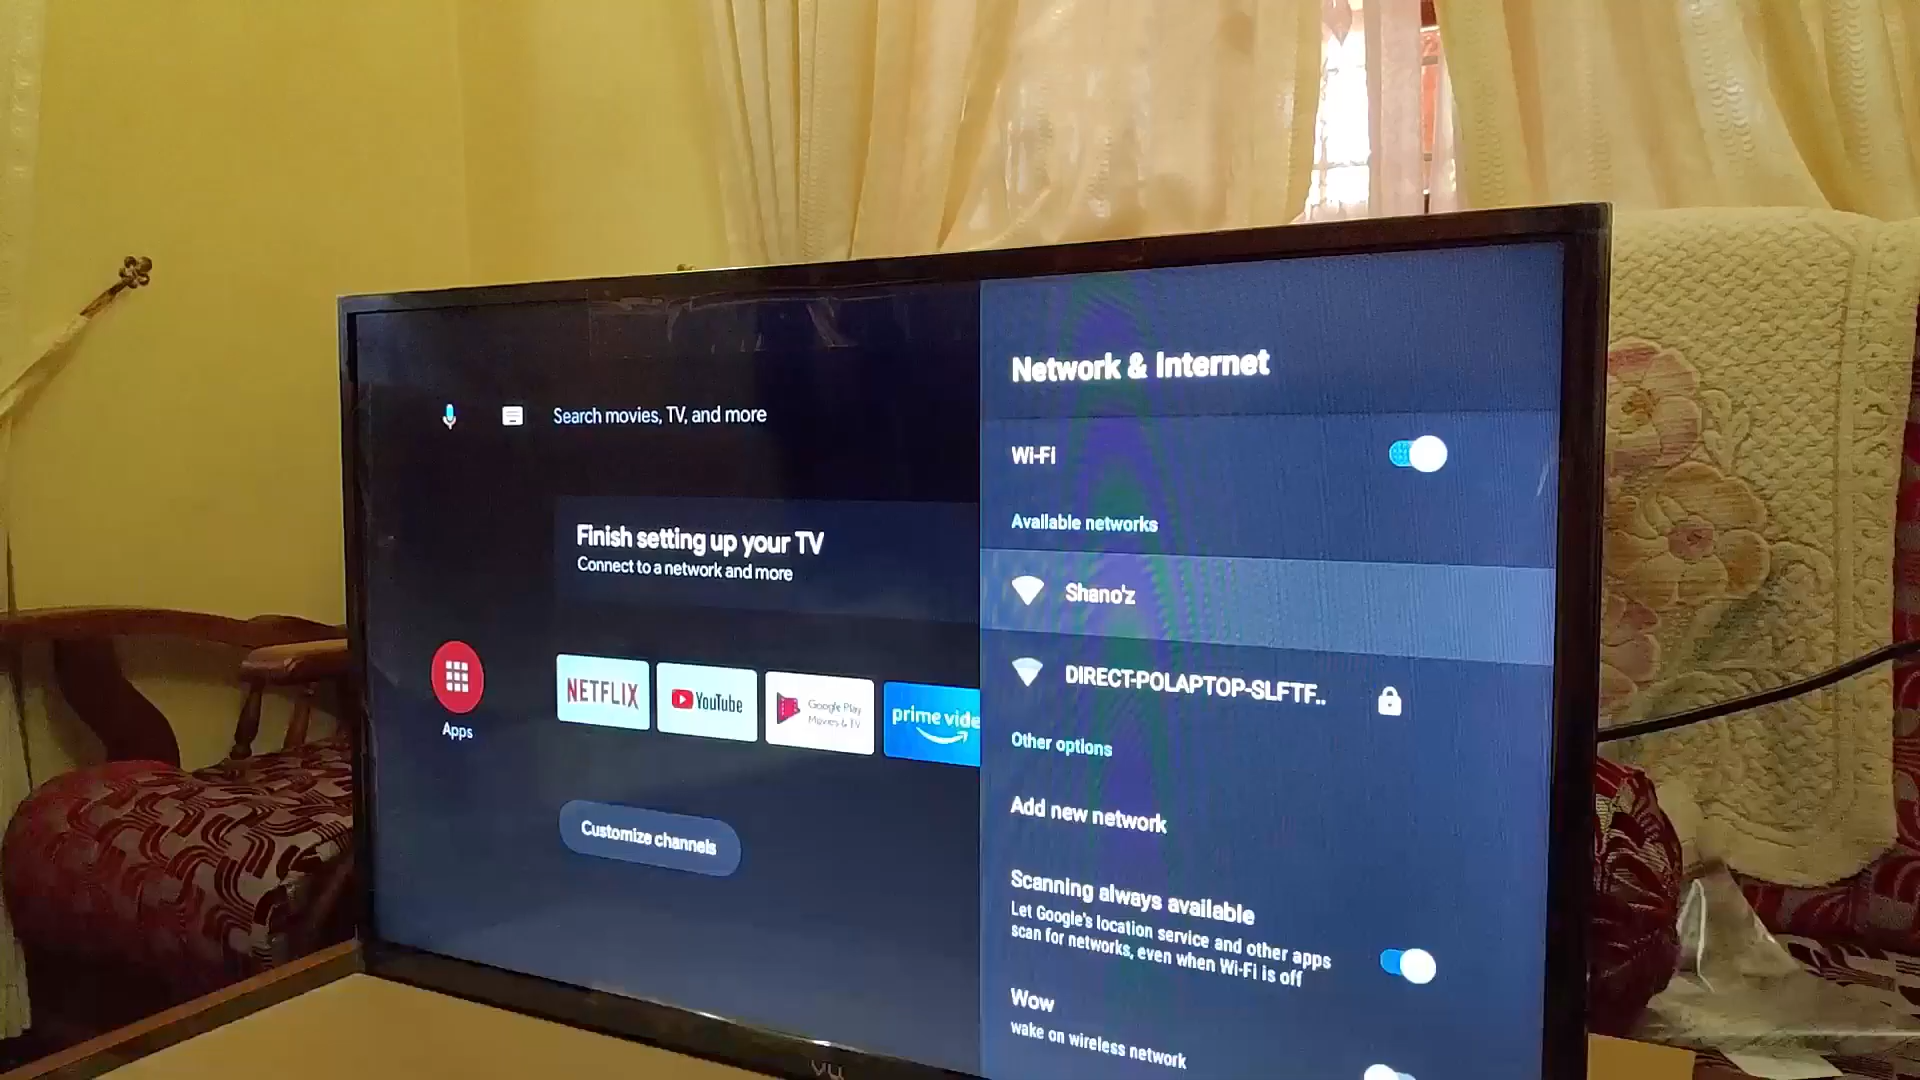 Search movies, TV, and more
Finish setting up your TV
Connect to a network and more
NETFLIX
YouTube
Google Play
Movies & TV
prime vide
Apps
Customize channels
Network & Internet
Wi-Fi
Available networks
Shano'z
DIRECT-POLAPTOP-SLFTF..
Other options
Add new network
Scanning always available
Let Google's location service and other apps
scan for networks, even when Wi-Fi is off
Wow
wake on wireless network